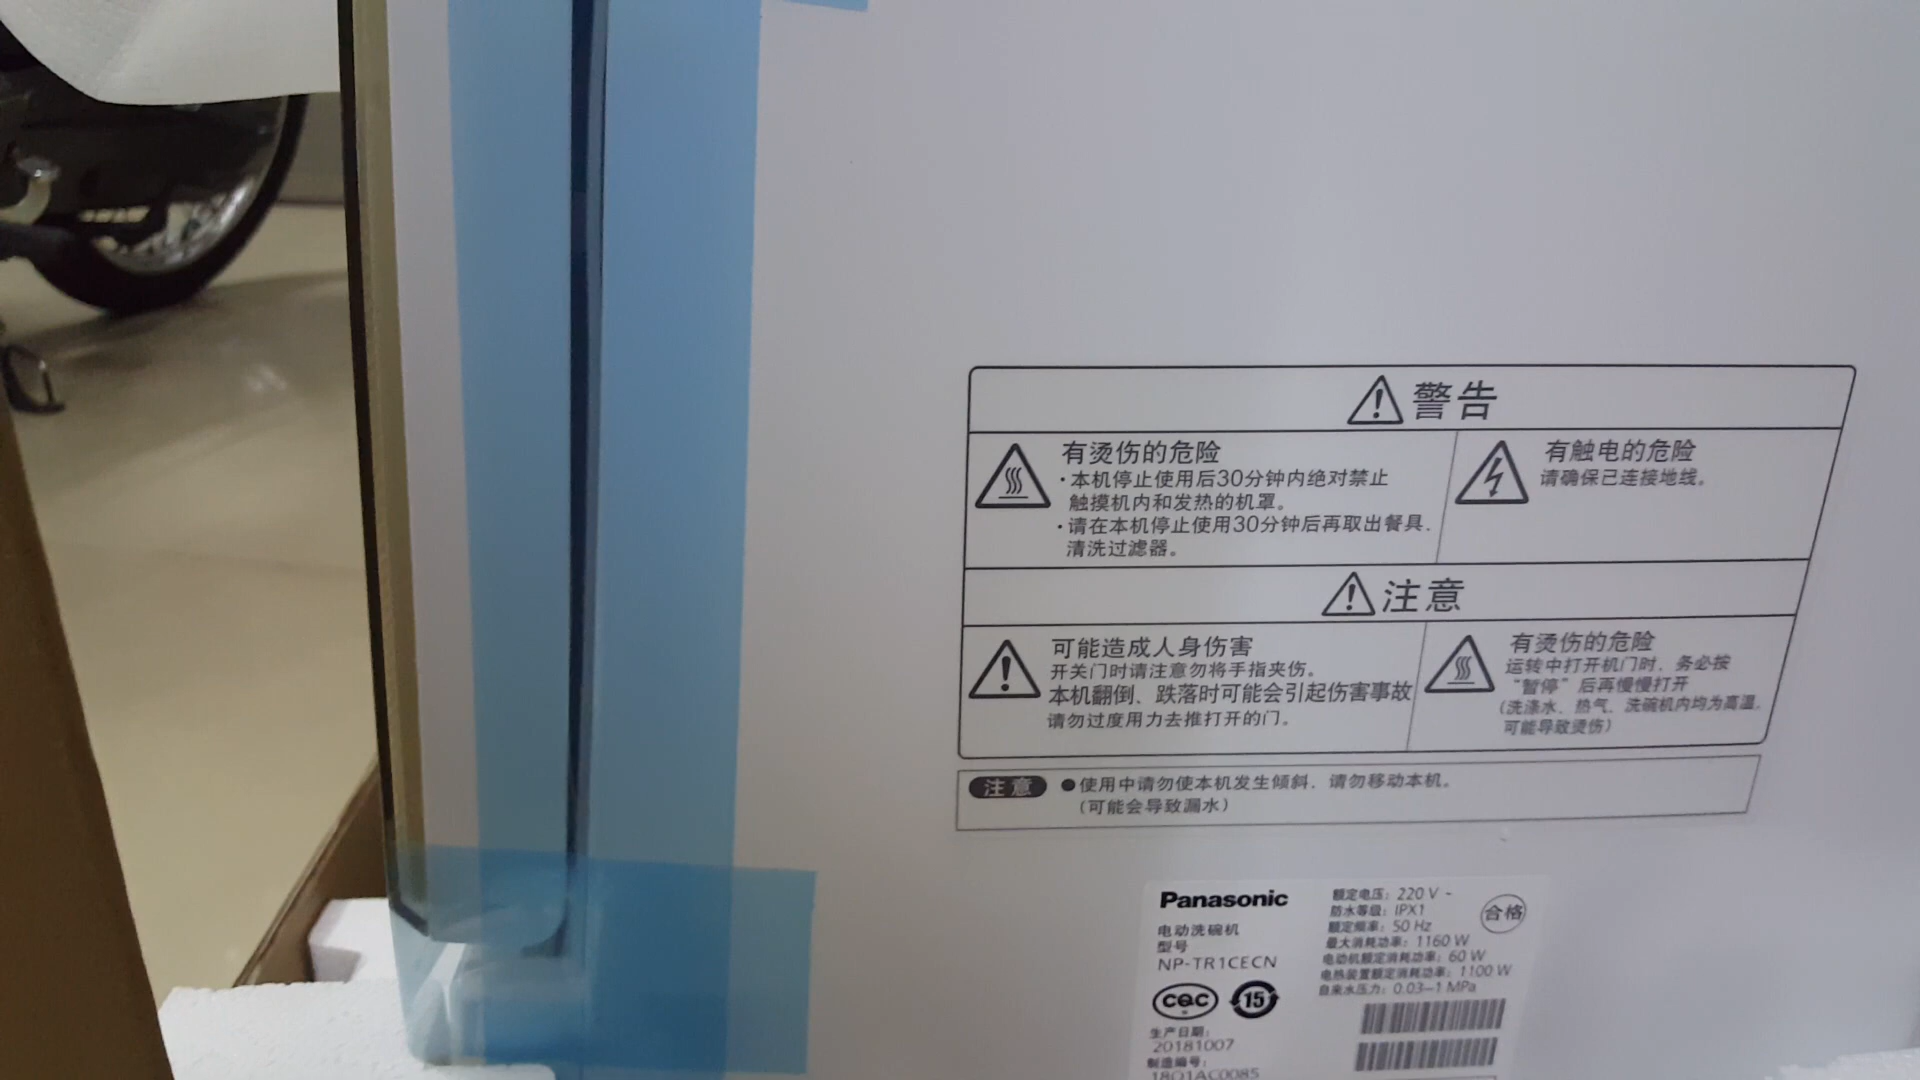 警告
有烫伤的危险
·本机停止使用后30分钟内绝对禁止
触摸机内和发热的机罩。
·请在本机停止使用30分钟后再取出餐具、
清洗过滤器。
有触电的危险
请确保已连接地线。
注意
可能造成人身伤害
开关门时请注意勿将手指夹伤。
本机翻倒、跌落时可能会引起伤害事故
请勿过度用力去推打开的门。
有烫伤的危险
运转中打开机门时、务必按
“暂停”后再慢慢打开
(洗涤水、热气、洗碗机内均为高温,
可能导致烫伤)
注意
●使用中请勿使本机发生倾斜、请勿移动本机。
(可能会导致漏水)
Panasonic
电动洗碗机
型号
NP-TR1CECN
CQC
15
生产日期:
20181007
制造编号:
18Q1AC0085
额定电压: 220 V ~
防水等级: IPX1
额定频率: 50 Hz
最大消耗功率: 1160 W
电动机额定消耗功率: 60 W
电热装置额定消耗功率: 1100 W
自来水压力: 0.03-1 MPa
合格